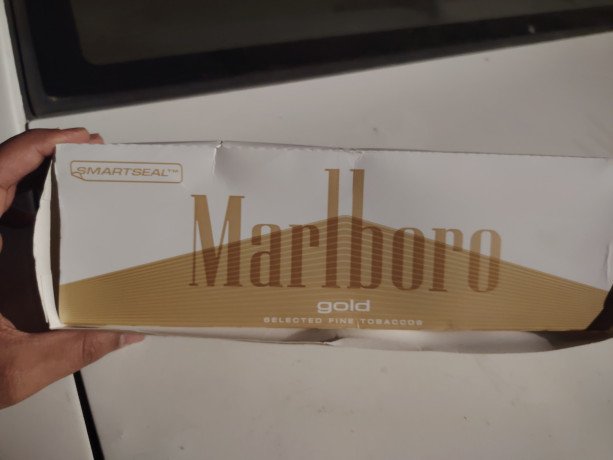 SMARTSEAL™
Marlboro
gold
SELECTED FINE TOBACCOS